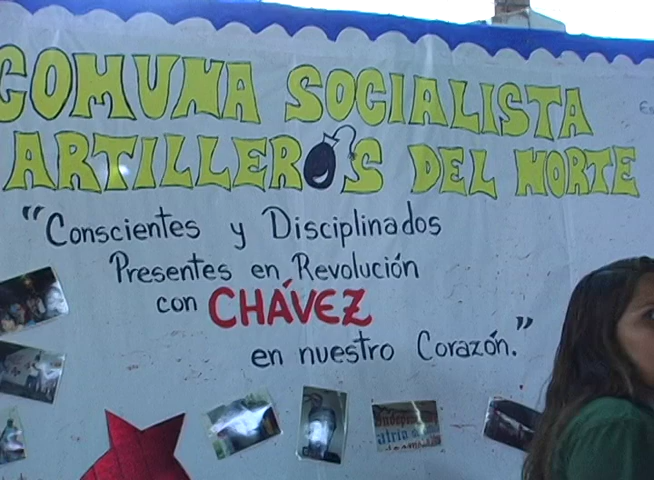 COMUNA SOCIALISTA
ARTILLEROS DEL NORTE
"Conscientes y Disciplinados
Presentes en Revolución
con CHÁVEZ
en nuestro Corazón."